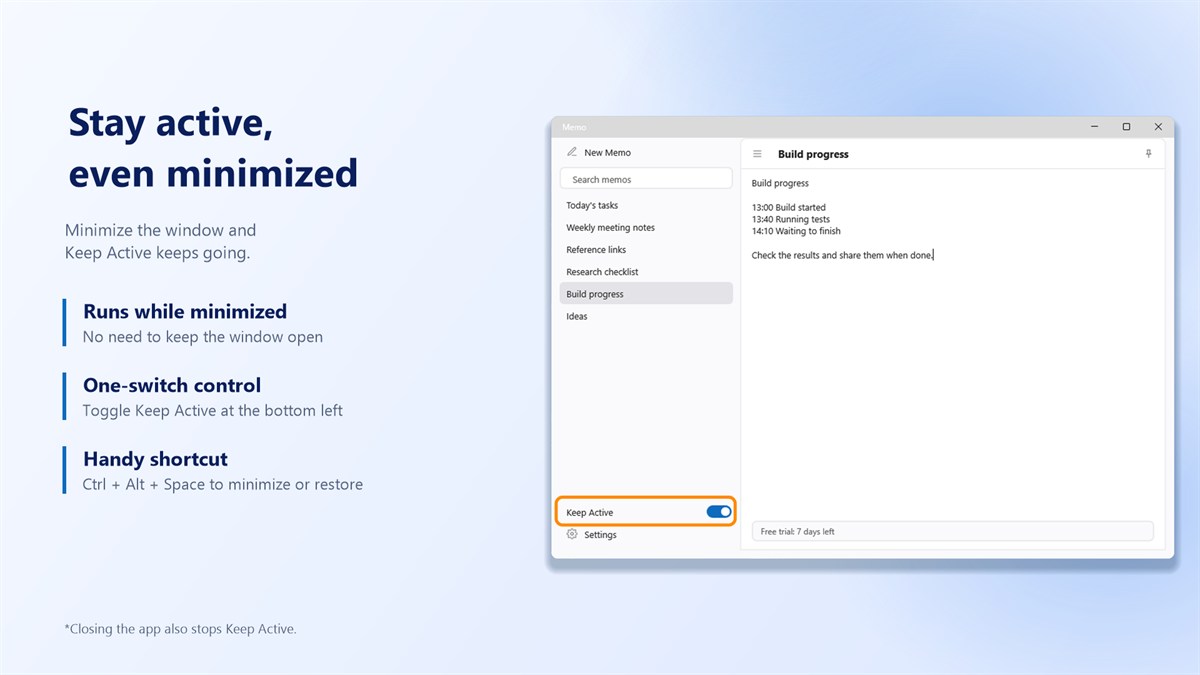 Stay active,
even minimized
Minimize the window and
Keep Active keeps going.
Runs while minimized
No need to keep the window open
One-switch control
Toggle Keep Active at the bottom left
Handy shortcut
Ctrl + Alt + Space to minimize or restore
*Closing the app also stops Keep Active.
Memo
New Memo
Search memos
Today's tasks
Weekly meeting notes
Reference links
Research checklist
Build progress
Ideas
Keep Active
Settings
Build progress
Build progress
13:00 Build started
13:40 Running tests
14:10 Waiting to finish
Check the results and share them when done.
Free trial: 7 days left